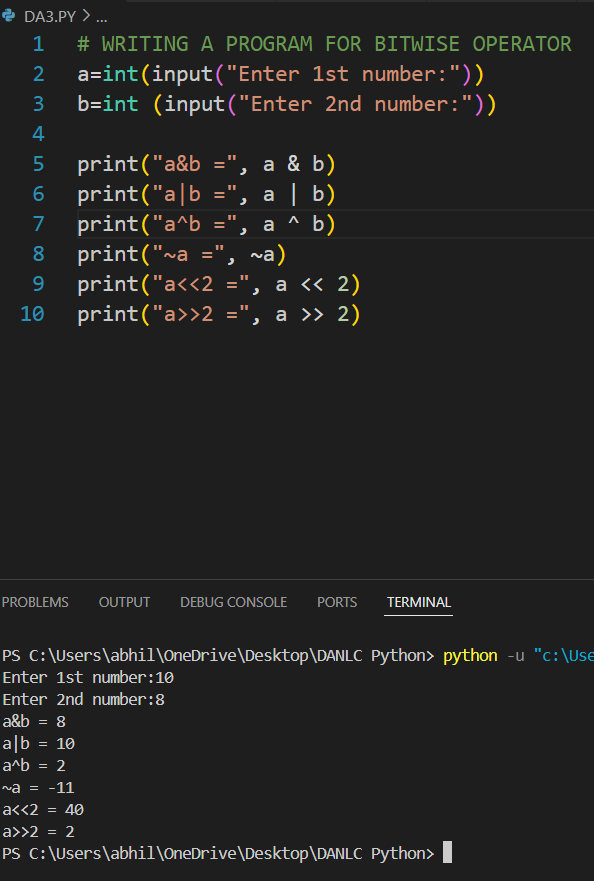 DA3.PY > ...
1 # WRITING A PROGRAM FOR BITWISE OPERATOR
2 a=int(input("Enter 1st number:"))
3 b=int (input("Enter 2nd number:"))
4
5 print("a&b =", a & b)
6 print("a|b =", a | b)
7 print("a^b =", a ^ b)
8 print("~a =", ~a)
9 print("a<<2 =", a << 2)
10 print("a>>2 =", a >> 2)
PROBLEMS OUTPUT DEBUG CONSOLE PORTS TERMINAL
PS C:\Users\abhil\OneDrive\Desktop\DANLC Python> python -u "c:\Use
Enter 1st number:10
Enter 2nd number:8
a&b = 8
a|b = 10
a^b = 2
~a = -11
a<<2 = 40
a>>2 = 2
PS C:\Users\abhil\OneDrive\Desktop\DANLC Python>